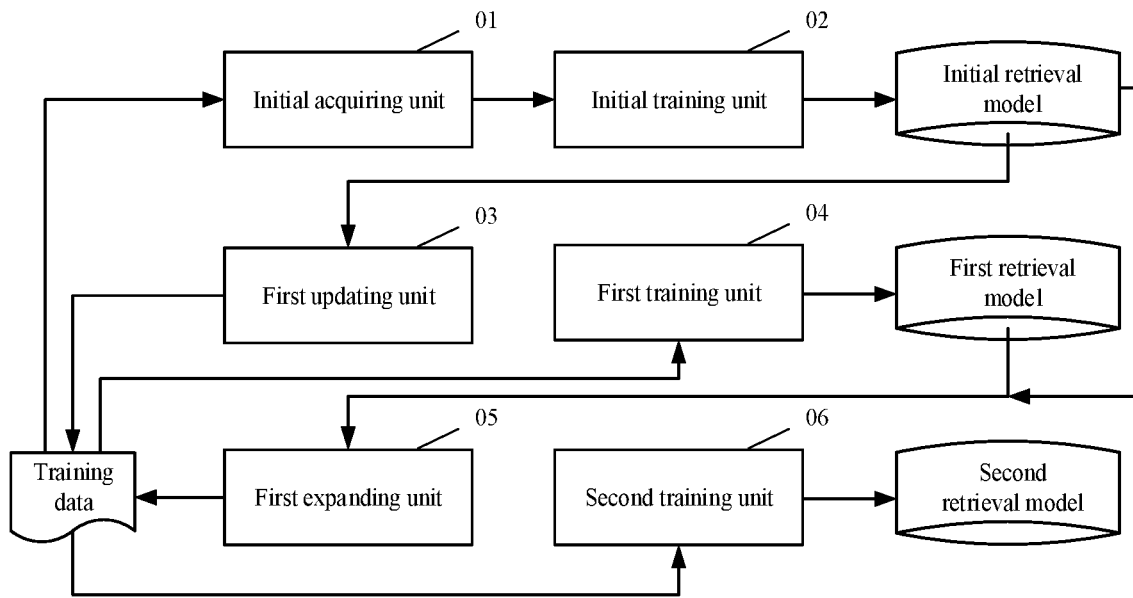 01
02
Initial acquiring unit
Initial training unit
Initial retrieval
model
03
04
First updating unit
First training unit
First retrieval
model
05
06
Training
data
First expanding unit
Second training unit
Second
retrieval model